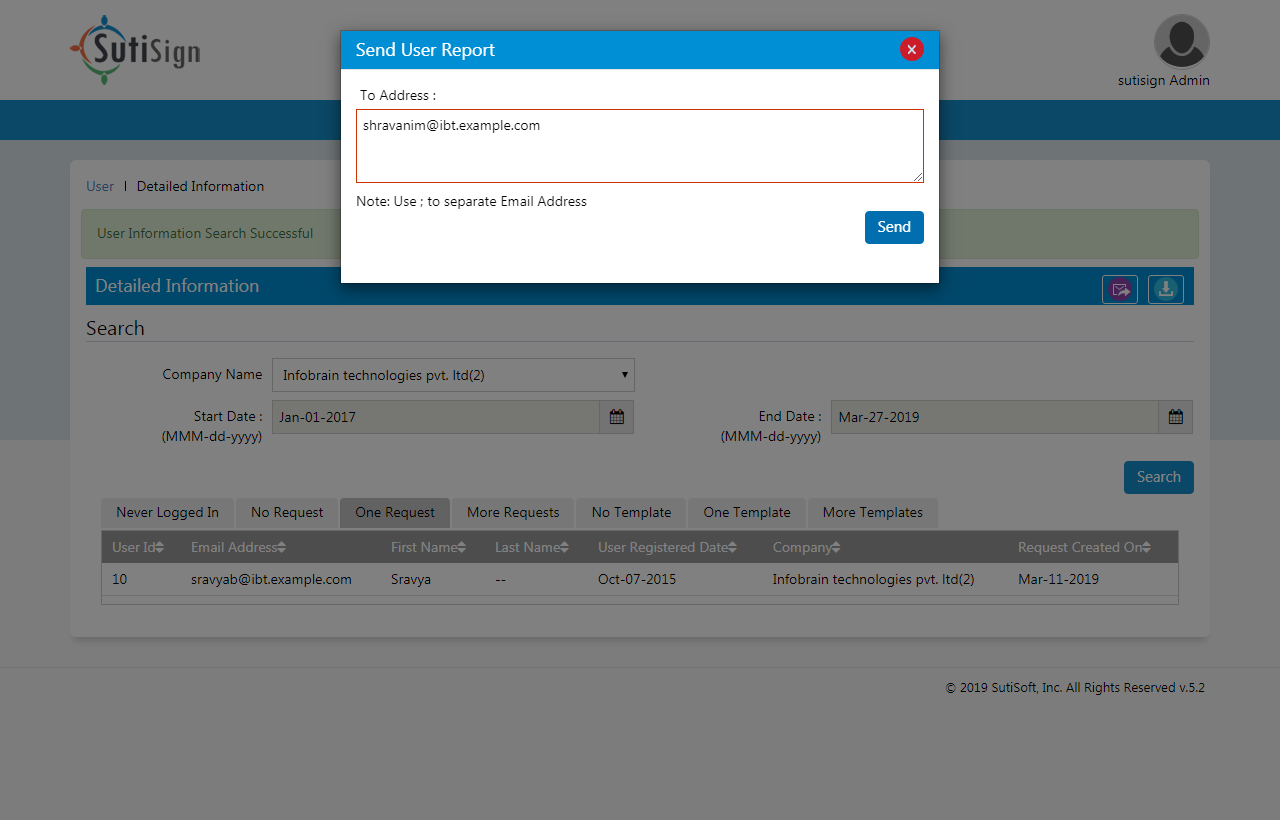 SutiSign
sutisign Admin
Send User Report
To Address :
shravanim@ibt.example.com
Note: Use ; to separate Email Address
Send
User | Detailed Information
User Information Search Successful
Detailed Information
Search
Company Name Infobrain technologies pvt. ltd(2)
Start Date : Jan-01-2017 End Date : Mar-27-2019
(MMM-dd-yyyy) (MMM-dd-yyyy)
Search
Never Logged In No Request One Request More Requests No Template One Template More Templates
User Id Email Address First Name Last Name User Registered Date Company Request Created On
10 sravyab@ibt.example.com Sravya -- Oct-07-2015 Infobrain technologies pvt. ltd(2) Mar-11-2019
© 2019 SutiSoft, Inc. All Rights Reserved v.5.2